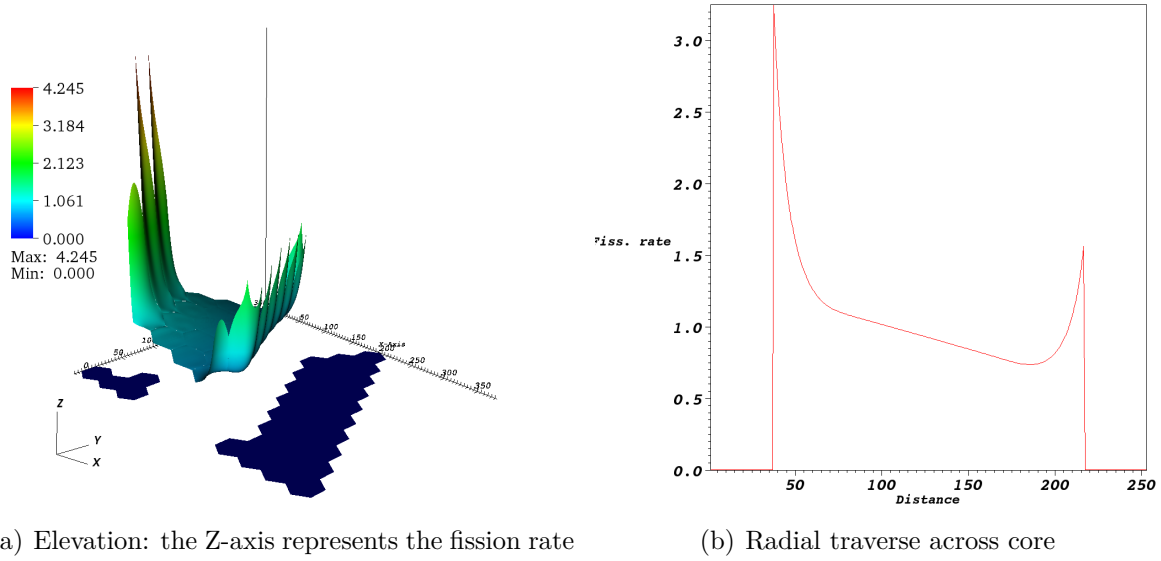 4.245
3.184
2.123
1.061
0.000
Max: 4.245
Min: 0.000
0
50
10
50
100
150
X-Axis
200
250
300
350
Z
Y
X
3.0
2.5
2.0
1.5
1.0
0.5
0.0
iss. rate
50
100
150
200
250
Distance
a) Elevation: the Z-axis represents the fission rate
(b) Radial traverse across core